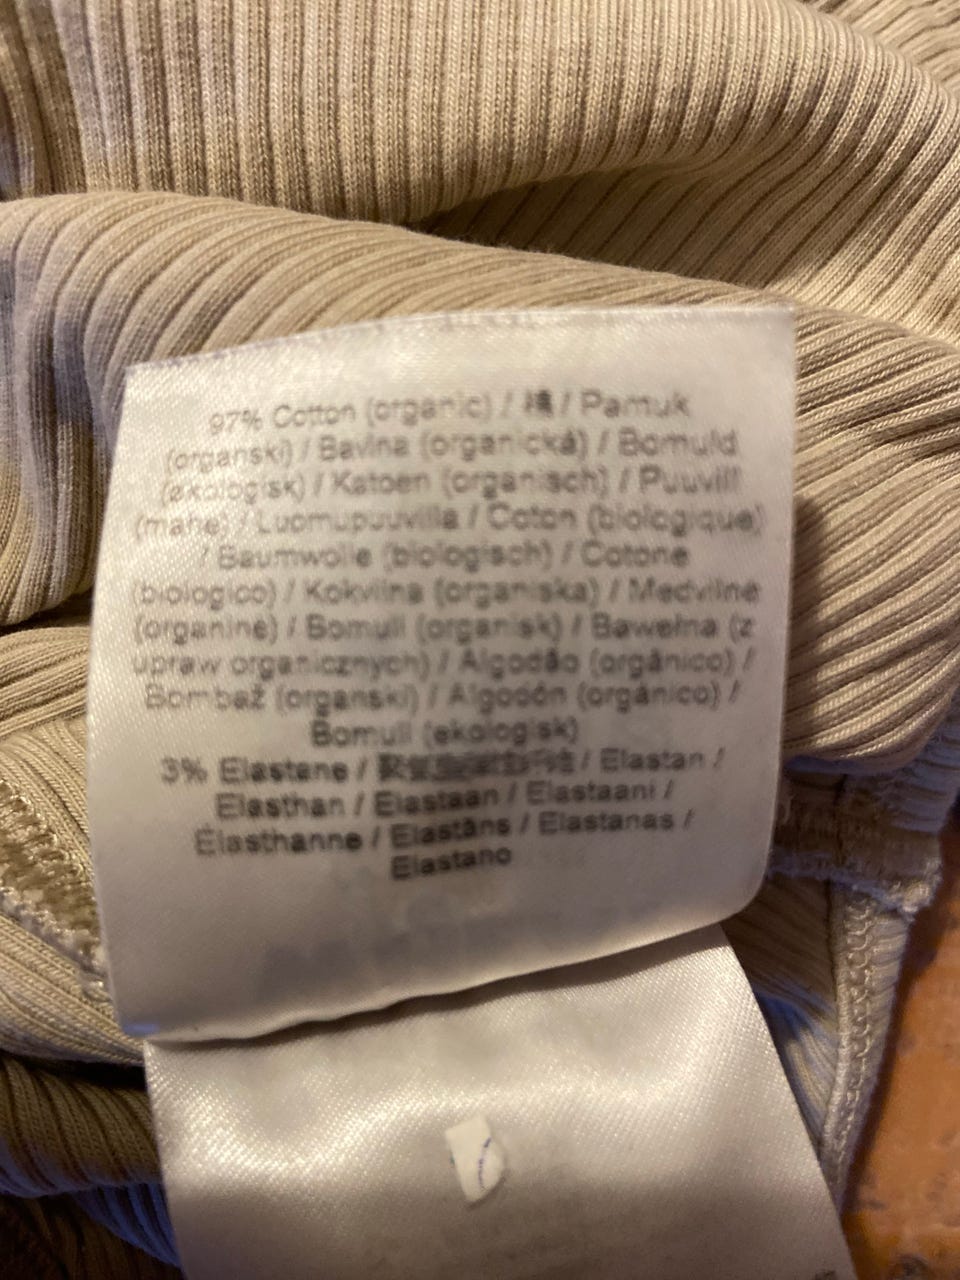 97% Cotton (organic) / 棉 / Pamuk
(organski) / Bavlna (organická) / Bomuld
(økologisk) / Katoen (organisch) / Puuvill
(mahe) / Luomupuuvilla / Coton (biologique)
/ Baumwolle (biologisch) / Cotone
biologico) / Kokvilna (organiska) / Medvilnė
(organinė) / Bomull (organisk) / Bawełna (z
upraw organicznych) / Algodão (orgânico) /
Bombaž (organski) / Algodón (orgánico) /
Bomull (ekologisk)
3% Elastane / / Elastan /
Elasthan / Elastaan / Elastaani /
Élasthanne / Elastāns / Elastanas /
Elastano